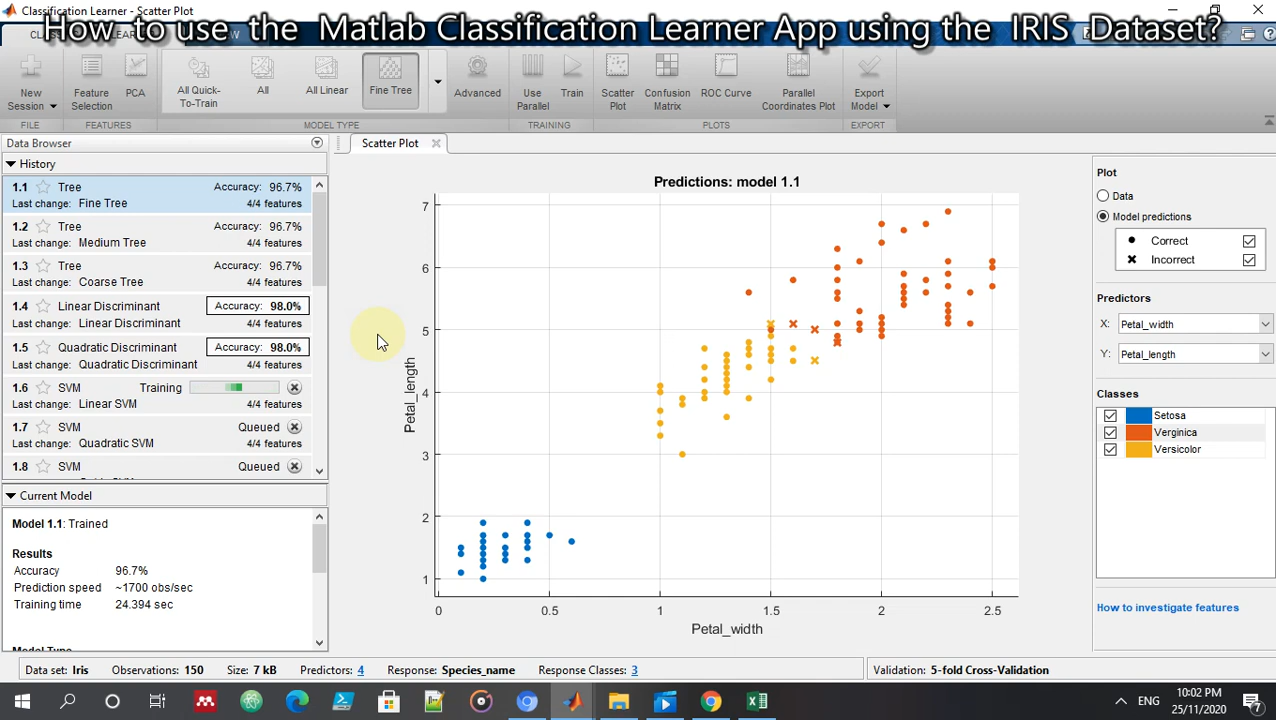 Classification Learner - Scatter Plot
How to use the Matlab Classification Learner App using the IRIS Dataset?
New Session
Feature Selection
PCA
All Quick-To-Train
All
All Linear
Fine Tree
Advanced
Use Parallel
Train
Scatter Plot
Confusion Matrix
ROC Curve
Parallel Coordinates Plot
Export Model
FILE
FEATURES
MODEL TYPE
TRAINING
PLOTS
EXPORT
Data Browser
History
1.1 Tree Accuracy: 96.7%
Last change: Fine Tree 4/4 features
1.2 Tree Accuracy: 96.7%
Last change: Medium Tree 4/4 features
1.3 Tree Accuracy: 96.7%
Last change: Coarse Tree 4/4 features
1.4 Linear Discriminant Accuracy: 98.0%
Last change: Linear Discriminant 4/4 features
1.5 Quadratic Discriminant Accuracy: 98.0%
Last change: Quadratic Discriminant 4/4 features
1.6 SVM Training
Last change: Linear SVM 4/4 features
1.7 SVM Queued
Last change: Quadratic SVM 4/4 features
1.8 SVM Queued
Current Model
Model 1.1: Trained
Results
Accuracy 96.7%
Prediction speed ~1700 obs/sec
Training time 24.394 sec
Scatter Plot
Predictions: model 1.1
7
6
5
4
3
2
1
Petal_length
0 0.5 1 1.5 2 2.5
Petal_width
Plot
Data
Model predictions
Correct
Incorrect
Predictors
X: Petal_width
Y: Petal_length
Classes
Setosa
Verginica
Versicolor
How to investigate features
Data set: Iris Observations: 150 Size: 7 kB Predictors: 4 Response: Species_name Response Classes: 3 Validation: 5-fold Cross-Validation
ENG
10:02 PM
25/11/2020
7